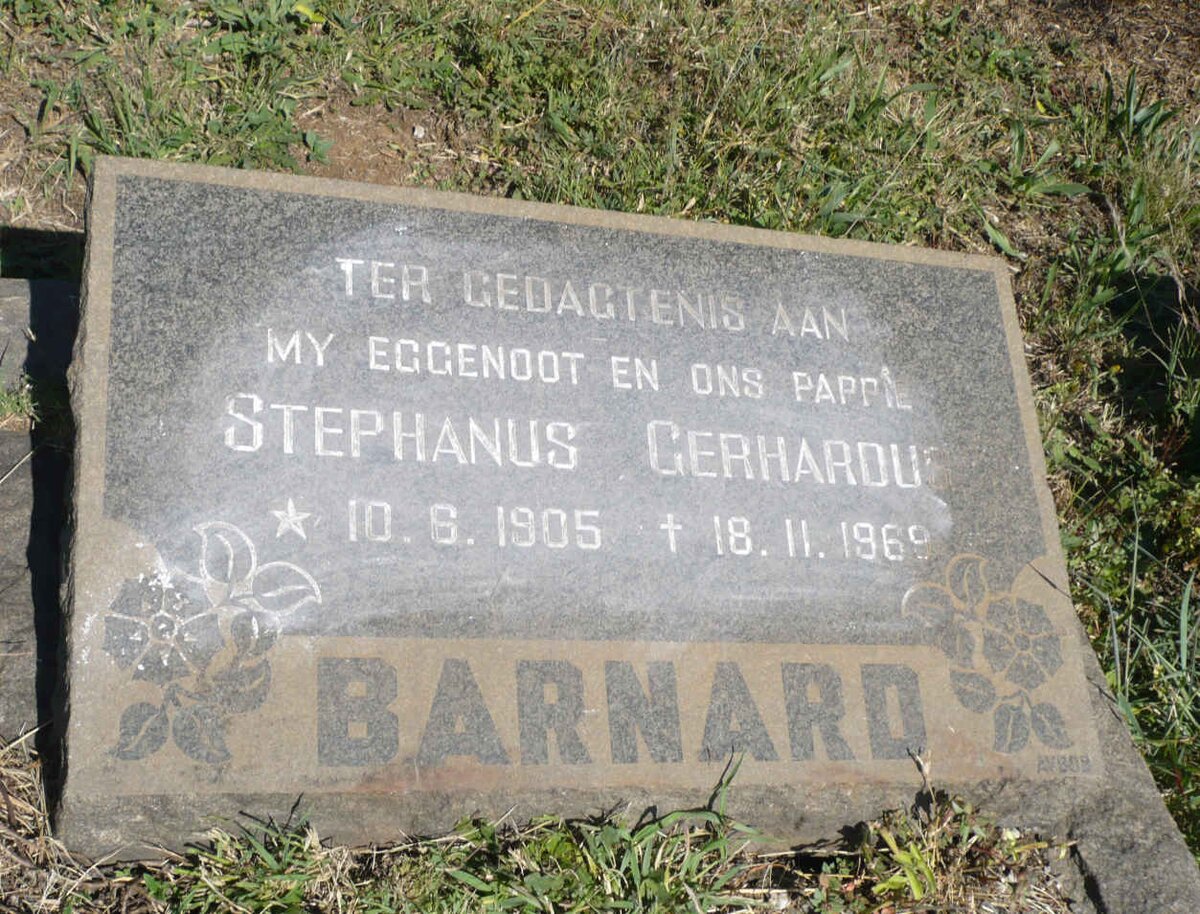 TER GEDAGTENIS AAN
MY EGGENOOT EN ONS PAPPIE
STEPHANUS GERHARDUS
10. 6. 1905 † 18. 11. 1969
BARNARD